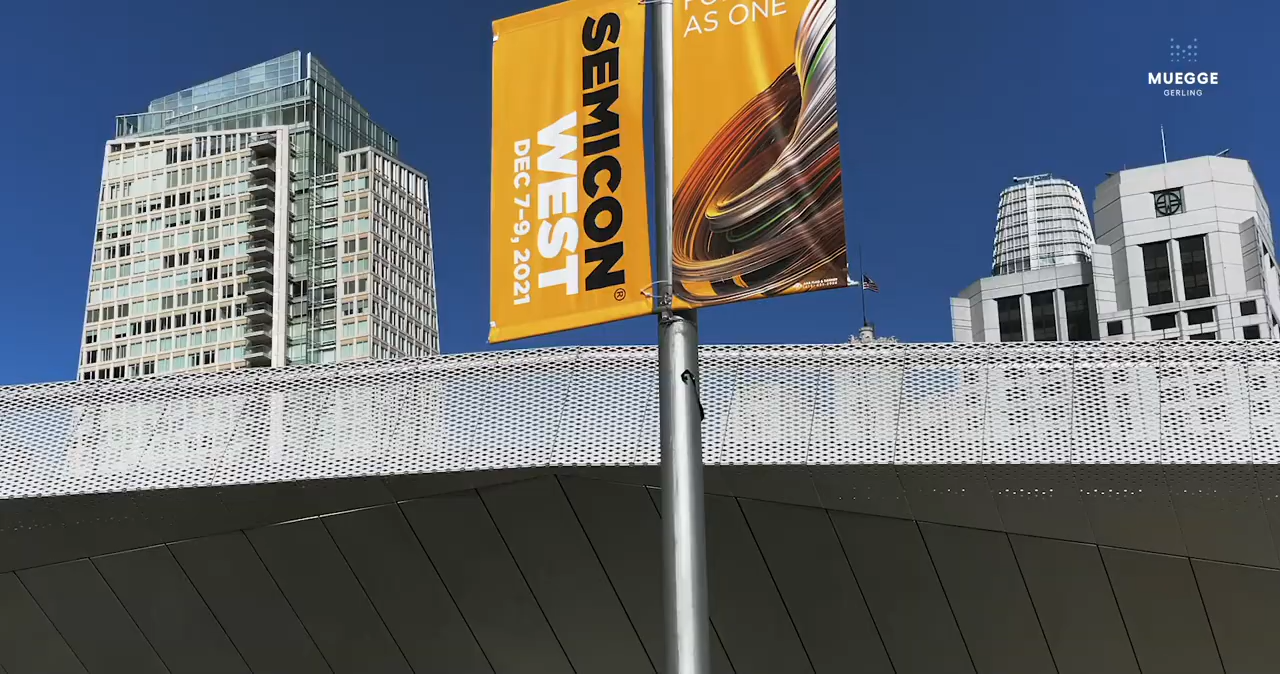 SEMICON®
WEST
DEC 7-9, 2021
AS ONE
MUEGGE
GERLING